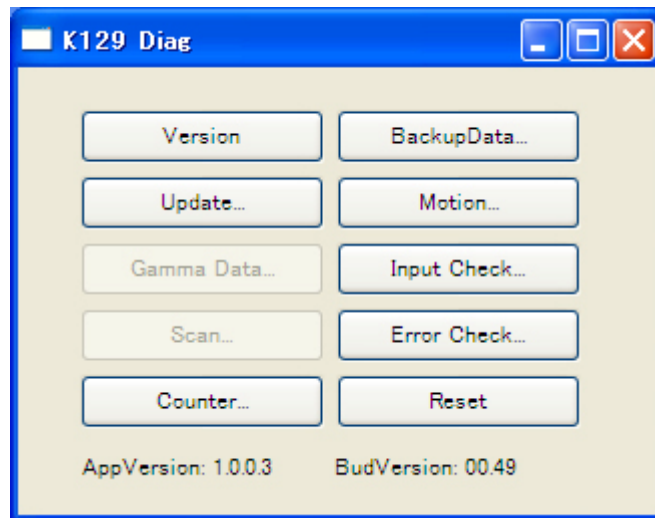 K129 Diag
Version
BackupData...
Update...
Motion...
Gamma Data...
Input Check...
Scan...
Error Check...
Counter...
Reset
AppVersion: 1.0.0.3
BudVersion: 00.49